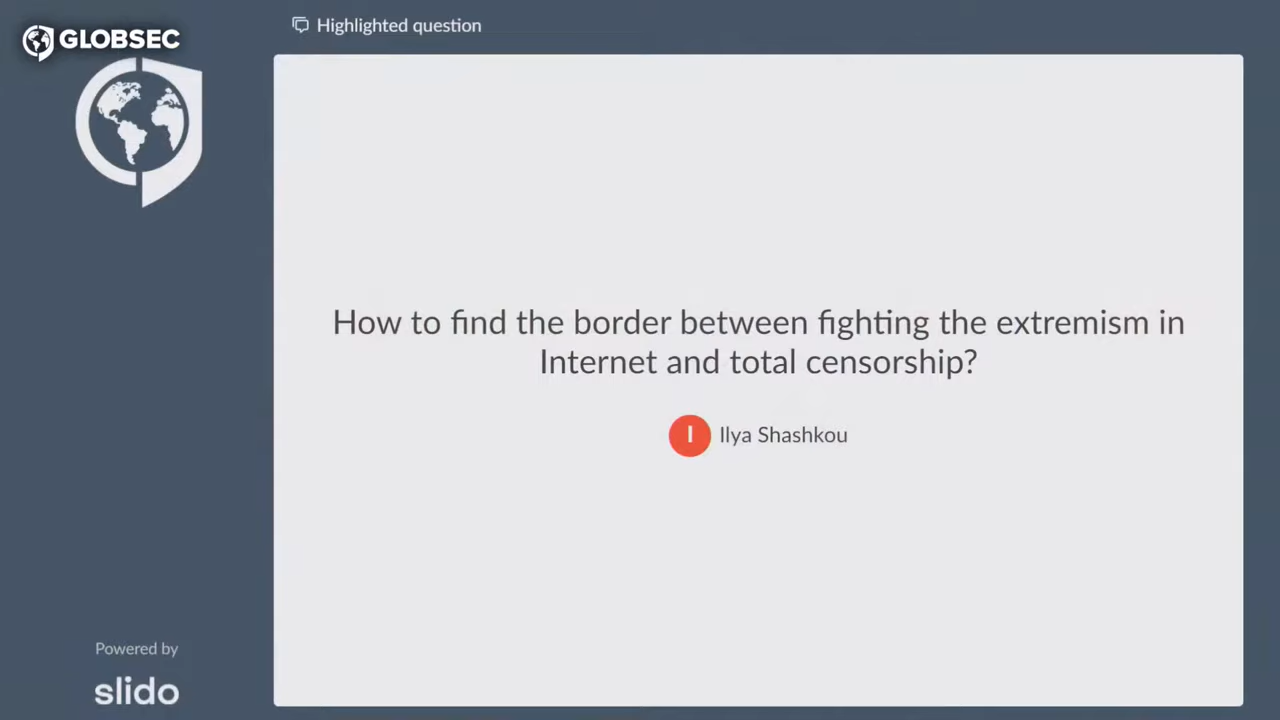 GLOBSEC
Highlighted question
How to find the border between fighting the extremism in
Internet and total censorship?
I Ilya Shashkou
Powered by
slido